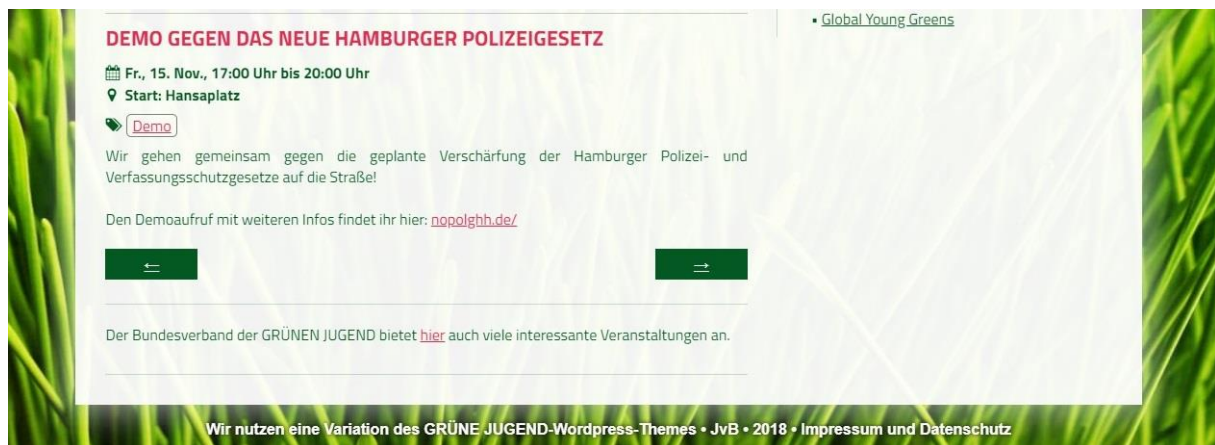 ▪ Global Young Greens
DEMO GEGEN DAS NEUE HAMBURGER POLIZEIGESETZ
Fr., 15. Nov., 17:00 Uhr bis 20:00 Uhr
Start: Hansaplatz
Demo
Wir gehen gemeinsam gegen die geplante Verschärfung der Hamburger Polizei- und
Verfassungsschutzgesetze auf die Straße!
Den Demoaufruf mit weiteren Infos findet ihr hier: nopolghh.de/
← →
Der Bundesverband der GRÜNEN JUGEND bietet hier auch viele interessante Veranstaltungen an.
Wir nutzen eine Variation des GRÜNE JUGEND-Wordpress-Themes • JvB • 2018 • Impressum und Datenschutz